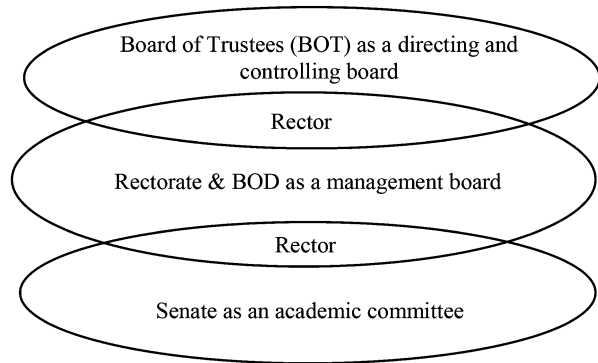 Board of Trustees (BOT) as a directing and
controlling board
Rector
Rectorate & BOD as a management board
Rector
Senate as an academic committee